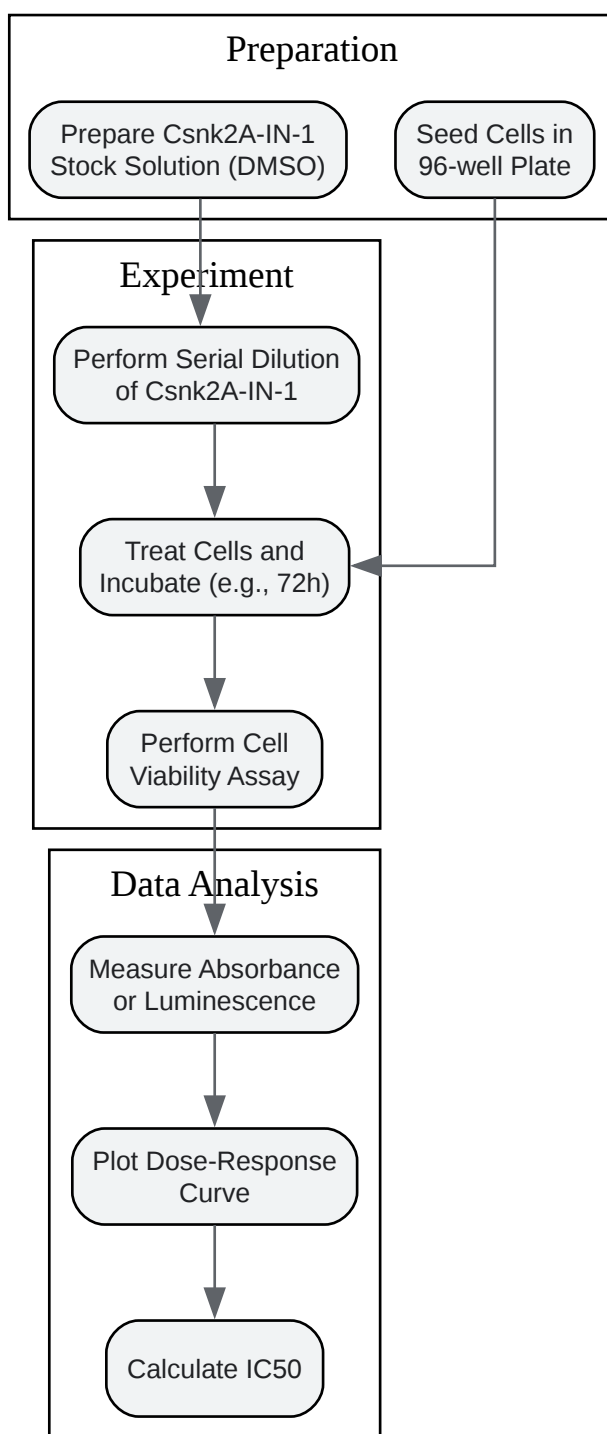 Preparation
Prepare Csnk2A-IN-1
Stock Solution (DMSO)
Seed Cells in
96-well Plate
Experiment
Perform Serial Dilution
of Csnk2A-IN-1
Treat Cells and
Incubate (e.g., 72h)
Perform Cell
Viability Assay
Data Analysis
Measure Absorbance
or Luminescence
Plot Dose-Response
Curve
Calculate IC50